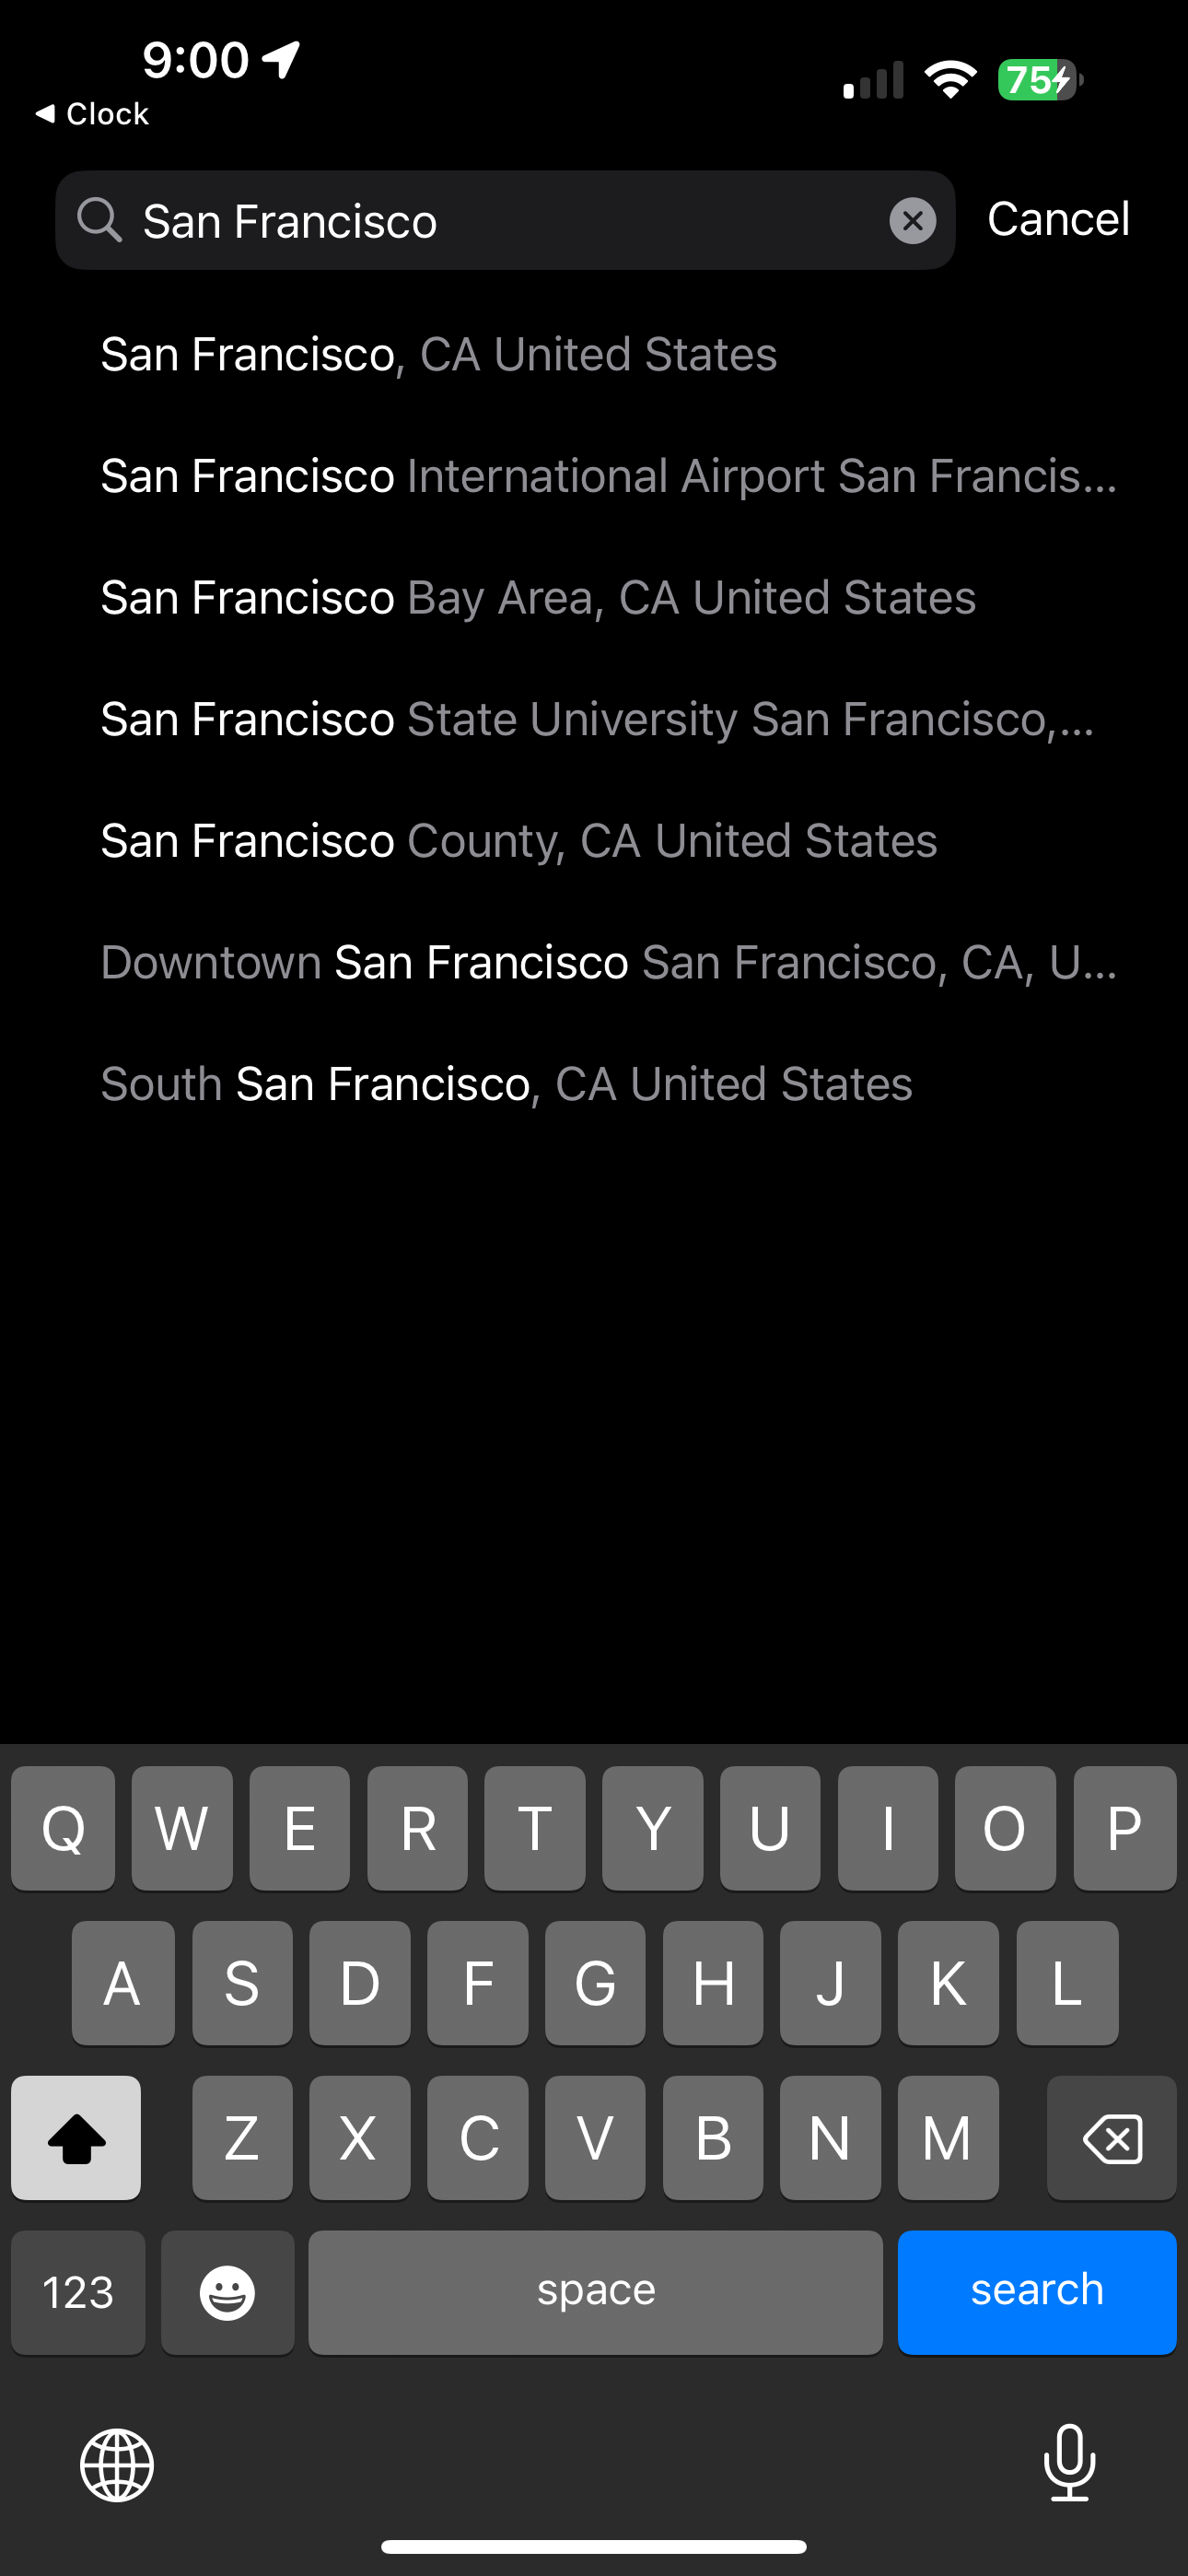 9:00
75
Clock
San Francisco
Cancel
San Francisco, CA United States
San Francisco International Airport San Francis...
San Francisco Bay Area, CA United States
San Francisco State University San Francisco,...
San Francisco County, CA United States
Downtown San Francisco San Francisco, CA, U...
South San Francisco, CA United States
Q W E R T Y U I O P
A S D F G H J K L
Z X C V B N M
123 space search